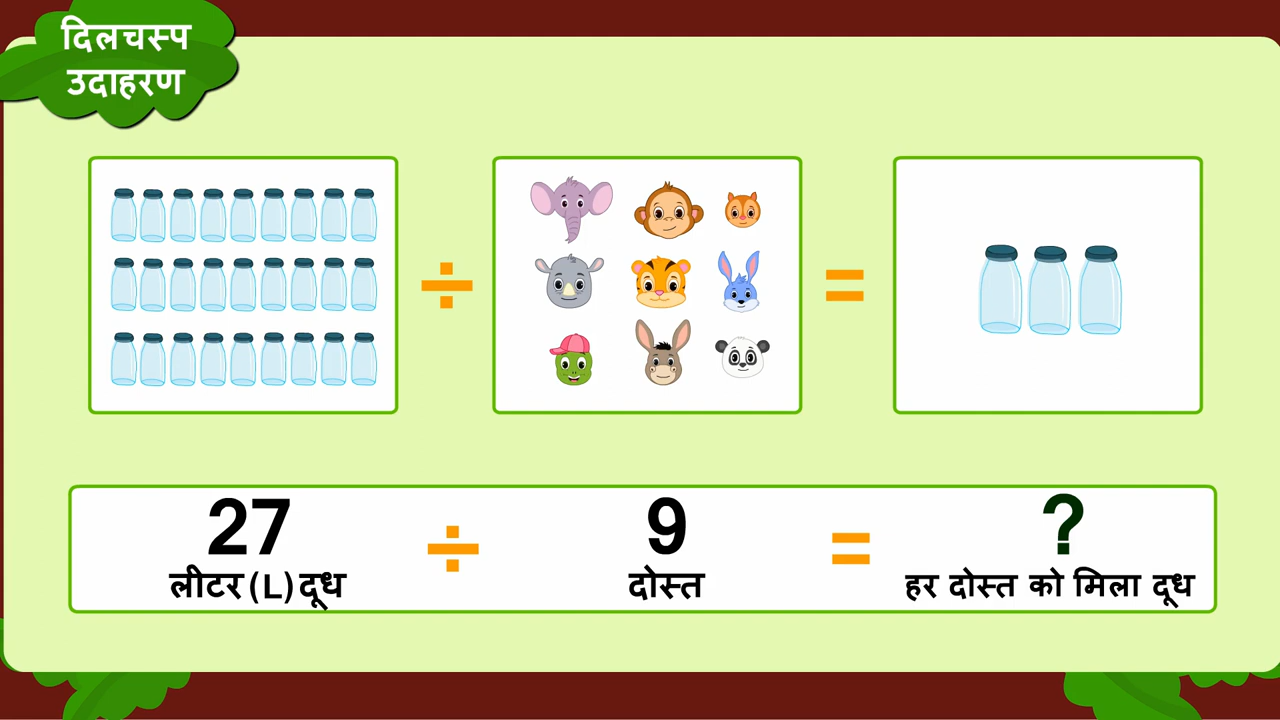 दिलचस्प
उदाहरण
÷ =
27 ÷ 9 = ?
लीटर (L) दूध दोस्त हर दोस्त को मिला दूध